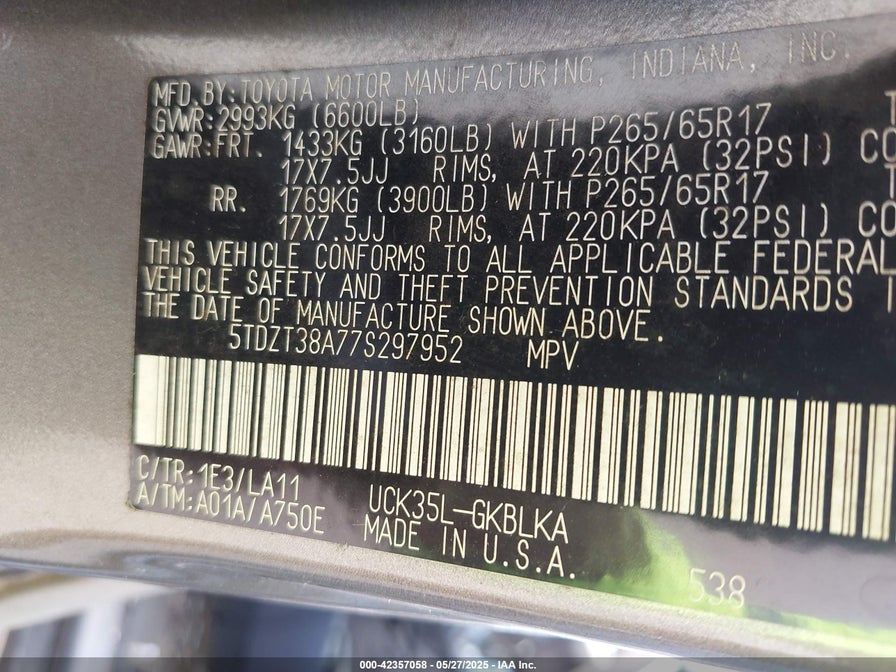 MFD.BY:TOYOTA MOTOR MANUFACTURING, INDIANA, INC.
GVWR:2993KG (6600LB)
GAWR:FRT. 1433KG (3160LB) WITH P265/65R17
17X7.5JJ RIMS, AT 220KPA (32PSI) CO
RR. 1769KG (3900LB) WITH P265/65R17
17X7.5JJ RIMS, AT 220KPA (32PSI) CO
THIS VEHICLE CONFORMS TO ALL APPLICABLE FEDERAL
VEHICLE SAFETY AND THEFT PREVENTION STANDARDS I
THE DATE OF MANUFACTURE SHOWN ABOVE.
5TDZT38A77S297952 MPV
C/TR:1E3/LA11
A/TM:A01A/A750E
UCK35L-GKBLKA
MADE IN U.S.A.
538
000-42357058 - 05/27/2025 - IAA Inc.